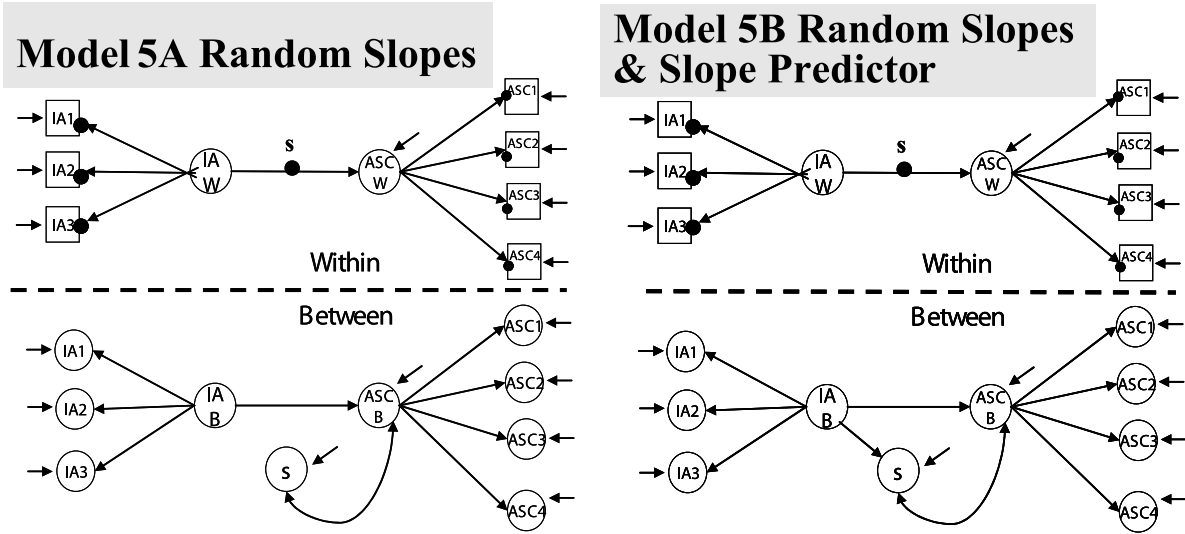 Model 5A Random Slopes
IA1
IA2
IA3
IA
W
s
ASC
W
ASC1
ASC2
ASC3
ASC4
Within
Between
IA1
IA2
IA3
IA
B
ASC
B
s
ASC1
ASC2
ASC3
ASC4
Model 5B Random Slopes
& Slope Predictor
IA1
IA2
IA3
IA
W
s
ASC
W
ASC1
ASC2
ASC3
ASC4
Within
Between
IA1
IA2
IA3
IA
B
ASC
B
s
ASC1
ASC2
ASC3
ASC4